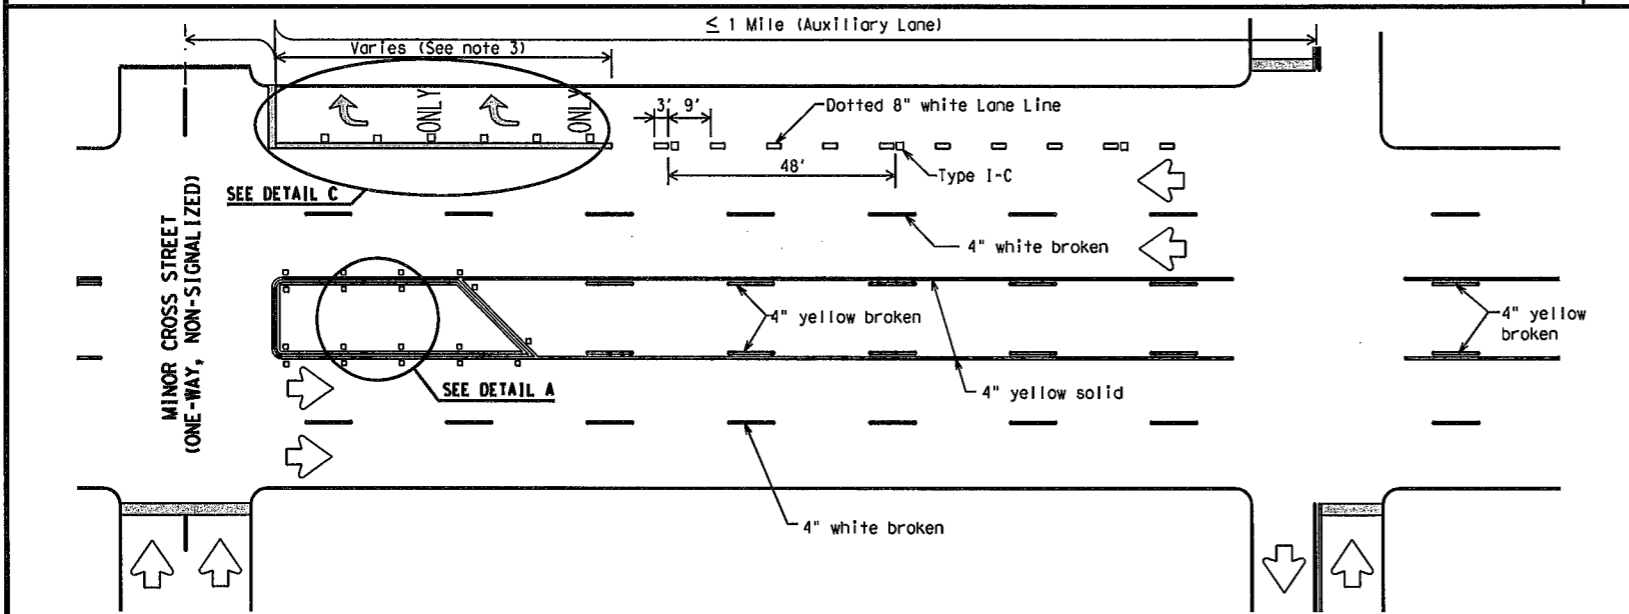 ≤ 1 Mile (Auxiliary Lane)
Varies (See note 3)
ONLY
ONLY
3' 9'
Dotted 8" white Lane Line
48'
Type I-C
SEE DETAIL C
MINOR CROSS STREET
(ONE-WAY, NON-SIGNALIZED)
4" white broken
4" yellow broken
4" yellow
broken
SEE DETAIL A
4" yellow solid
4" white broken